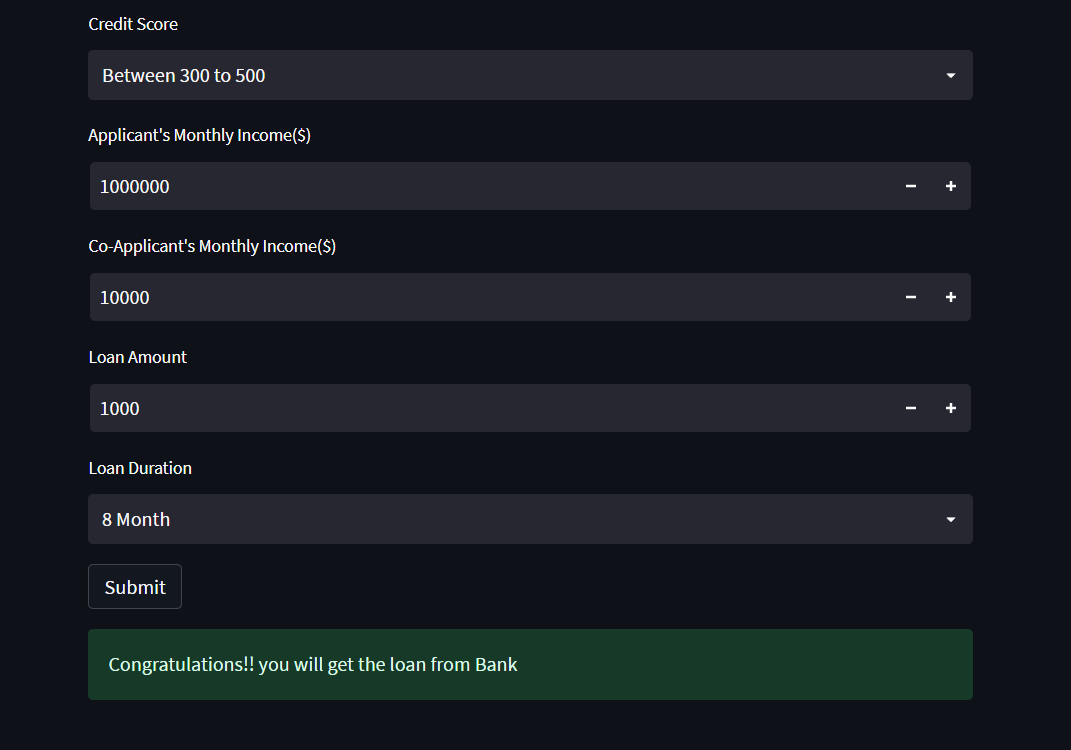 Credit Score
Between 300 to 500
Applicant's Monthly Income($)
1000000
Co-Applicant's Monthly Income($)
10000
Loan Amount
1000
Loan Duration
8 Month
Submit
Congratulations!! you will get the loan from Bank